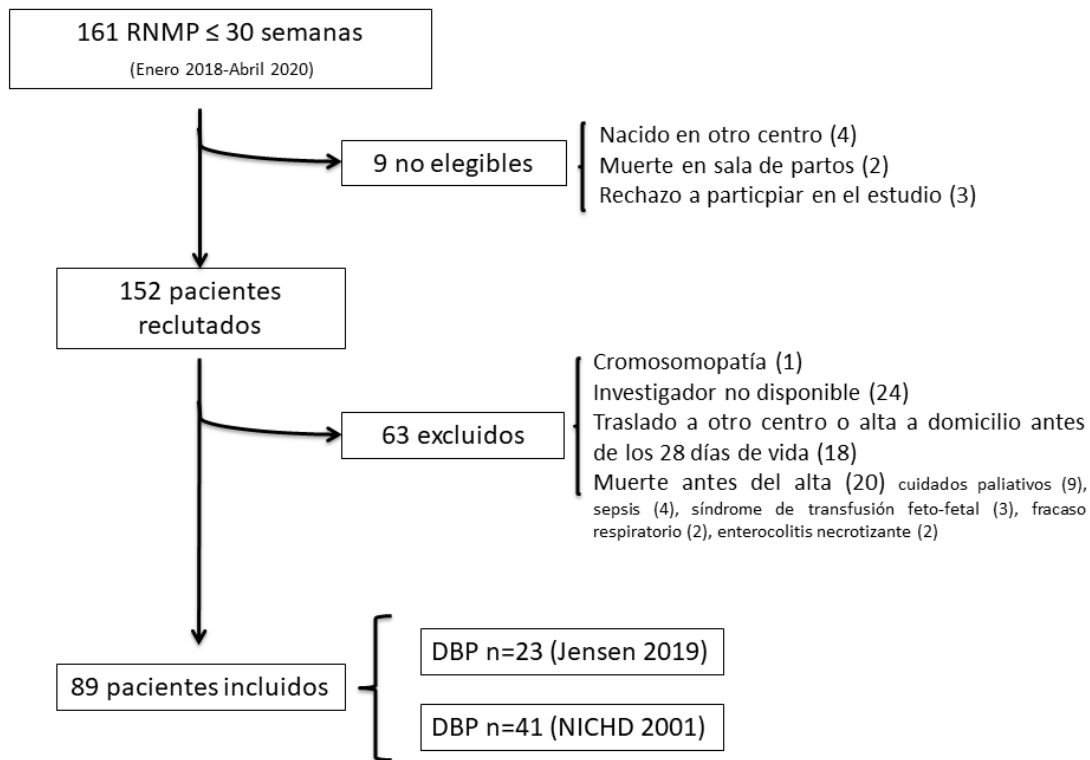 161 RNMP ≤ 30 semanas
(Enero 2018-Abril 2020)
9 no elegibles
Nacido en otro centro (4)
Muerte en sala de partos (2)
Rechazo a particpiar en el estudio (3)
152 pacientes
reclutados
63 excluidos
Cromosomopatía (1)
Investigador no disponible (24)
Traslado a otro centro o alta a domicilio antes
de los 28 días de vida (18)
Muerte antes del alta (20) cuidados paliativos (9),
sepsis (4), síndrome de transfusión feto-fetal (3), fracaso
respiratorio (2), enterocolitis necrotizante (2)
89 pacientes incluidos
DBP n=23 (Jensen 2019)
DBP n=41 (NICHD 2001)